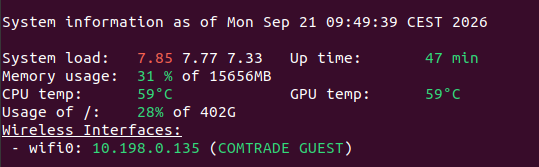 System information as of Mon Sep 21 09:49:39 CEST 2026
System load: 7.85 7.77 7.33 Up time: 47 min
Memory usage: 31 % of 15656MB
CPU temp: 59°C GPU temp: 59°C
Usage of /: 28% of 402G
Wireless Interfaces:
- wifi0: 10.198.0.135 (COMTRADE GUEST)